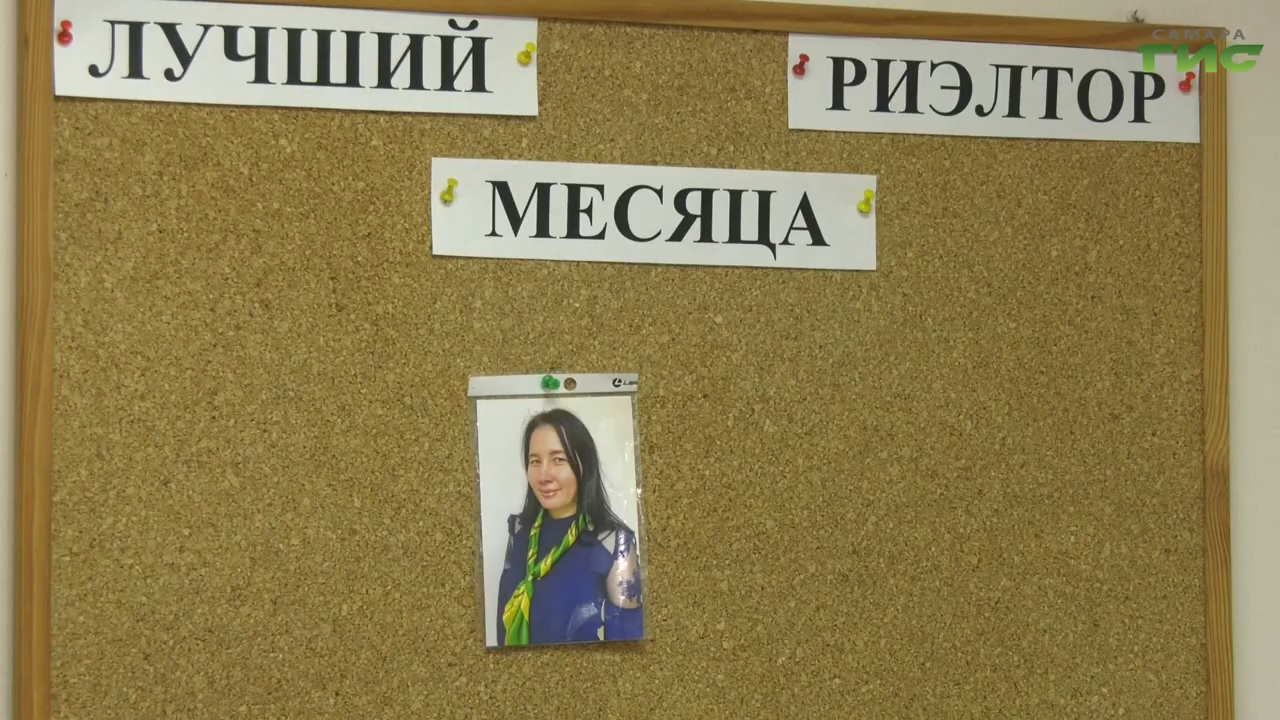 ЛУЧШИЙ
РИЭЛТОР
МЕСЯЦА
САМАРА
ГИС